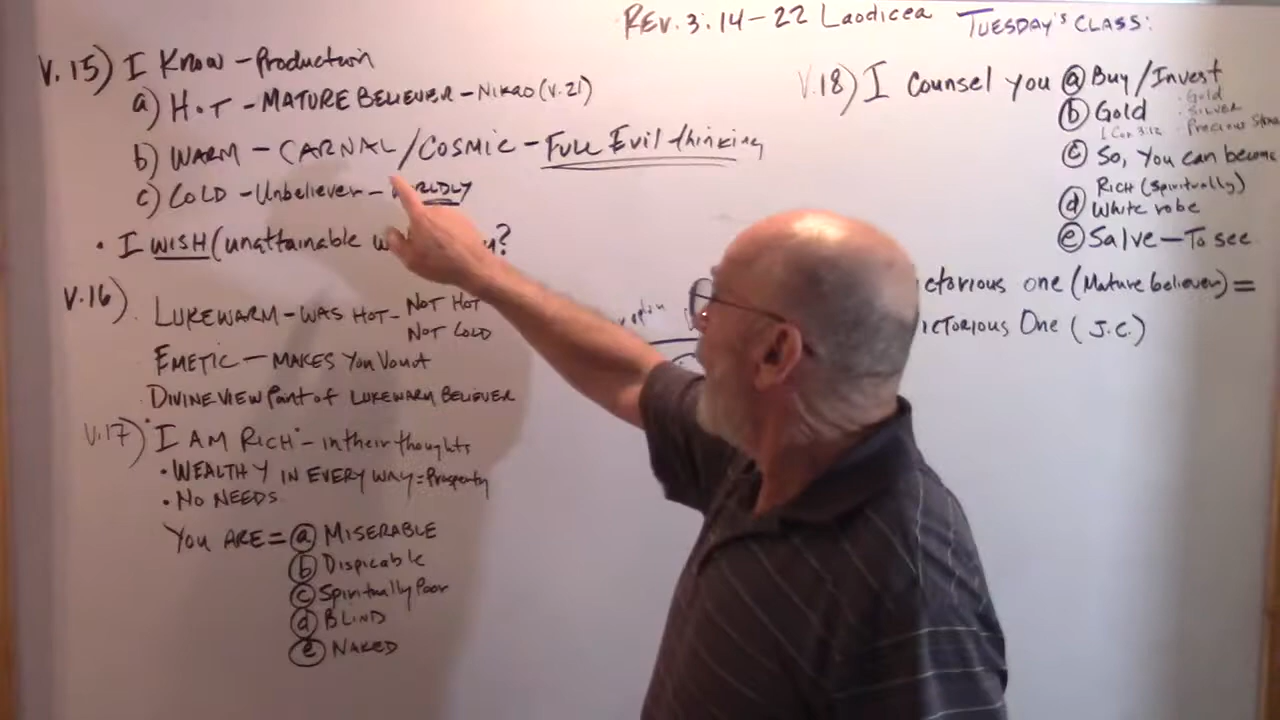 Rev. 3:14-22 Laodicea Tuesday's Class:
V.15) I Know - Production
a) Hot - Mature Believer - Nikao (v.21)
b) Warm - Carnal/Cosmic - Full Evil thinking
c) Cold - Unbeliever -
• I Wish (unattainable
V.16)
Lukewarm - was Hot - Not Hot
Not Cold
Emetic - Makes You Vomit
Divine View Point of Lukewarm Believer
V.17) "I Am Rich" - in their thoughts
• Wealthy in every way = Prosperity
• No Needs
You Are = a Miserable
b Dispicable
c Spiritually Poor
d Blind
e Naked
V.18) I Counsel you a Buy/Invest
b Gold
· Gold
· Silver
1 Cor. 3:12 · Precious
c So, You can become
Rich (Spiritually)
d White robe
e Salve - To see
ctorious one (Mature believer) =
ictorious One (J.C.)